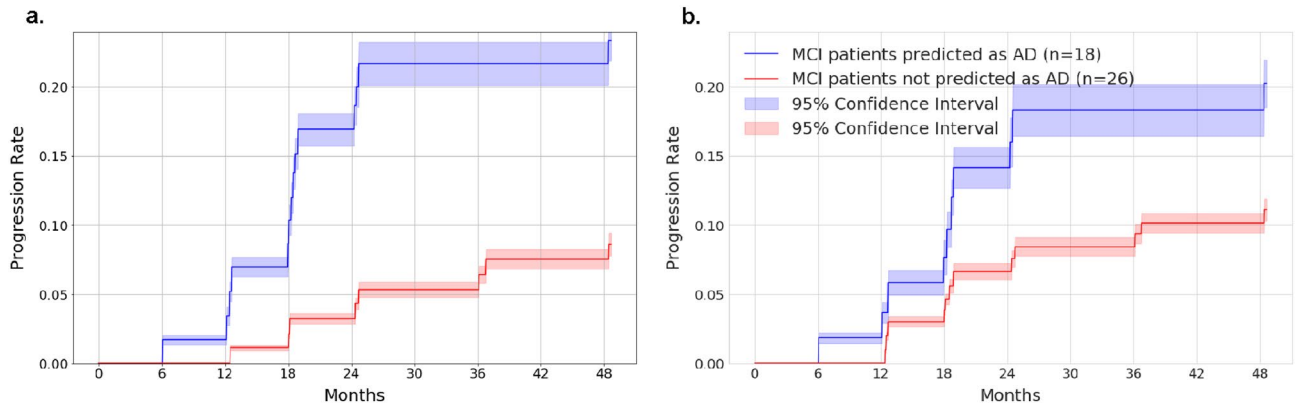 a.
Progression Rate
0.20
0.15
0.10
0.05
0.00
0 6 12 18 24 30 36 42 48
Months
b.
MCI patients predicted as AD (n=18)
MCI patients not predicted as AD (n=26)
95% Confidence Interval
95% Confidence Interval
Progression Rate
0.20
0.15
0.10
0.05
0.00
0 6 12 18 24 30 36 42 48
Months